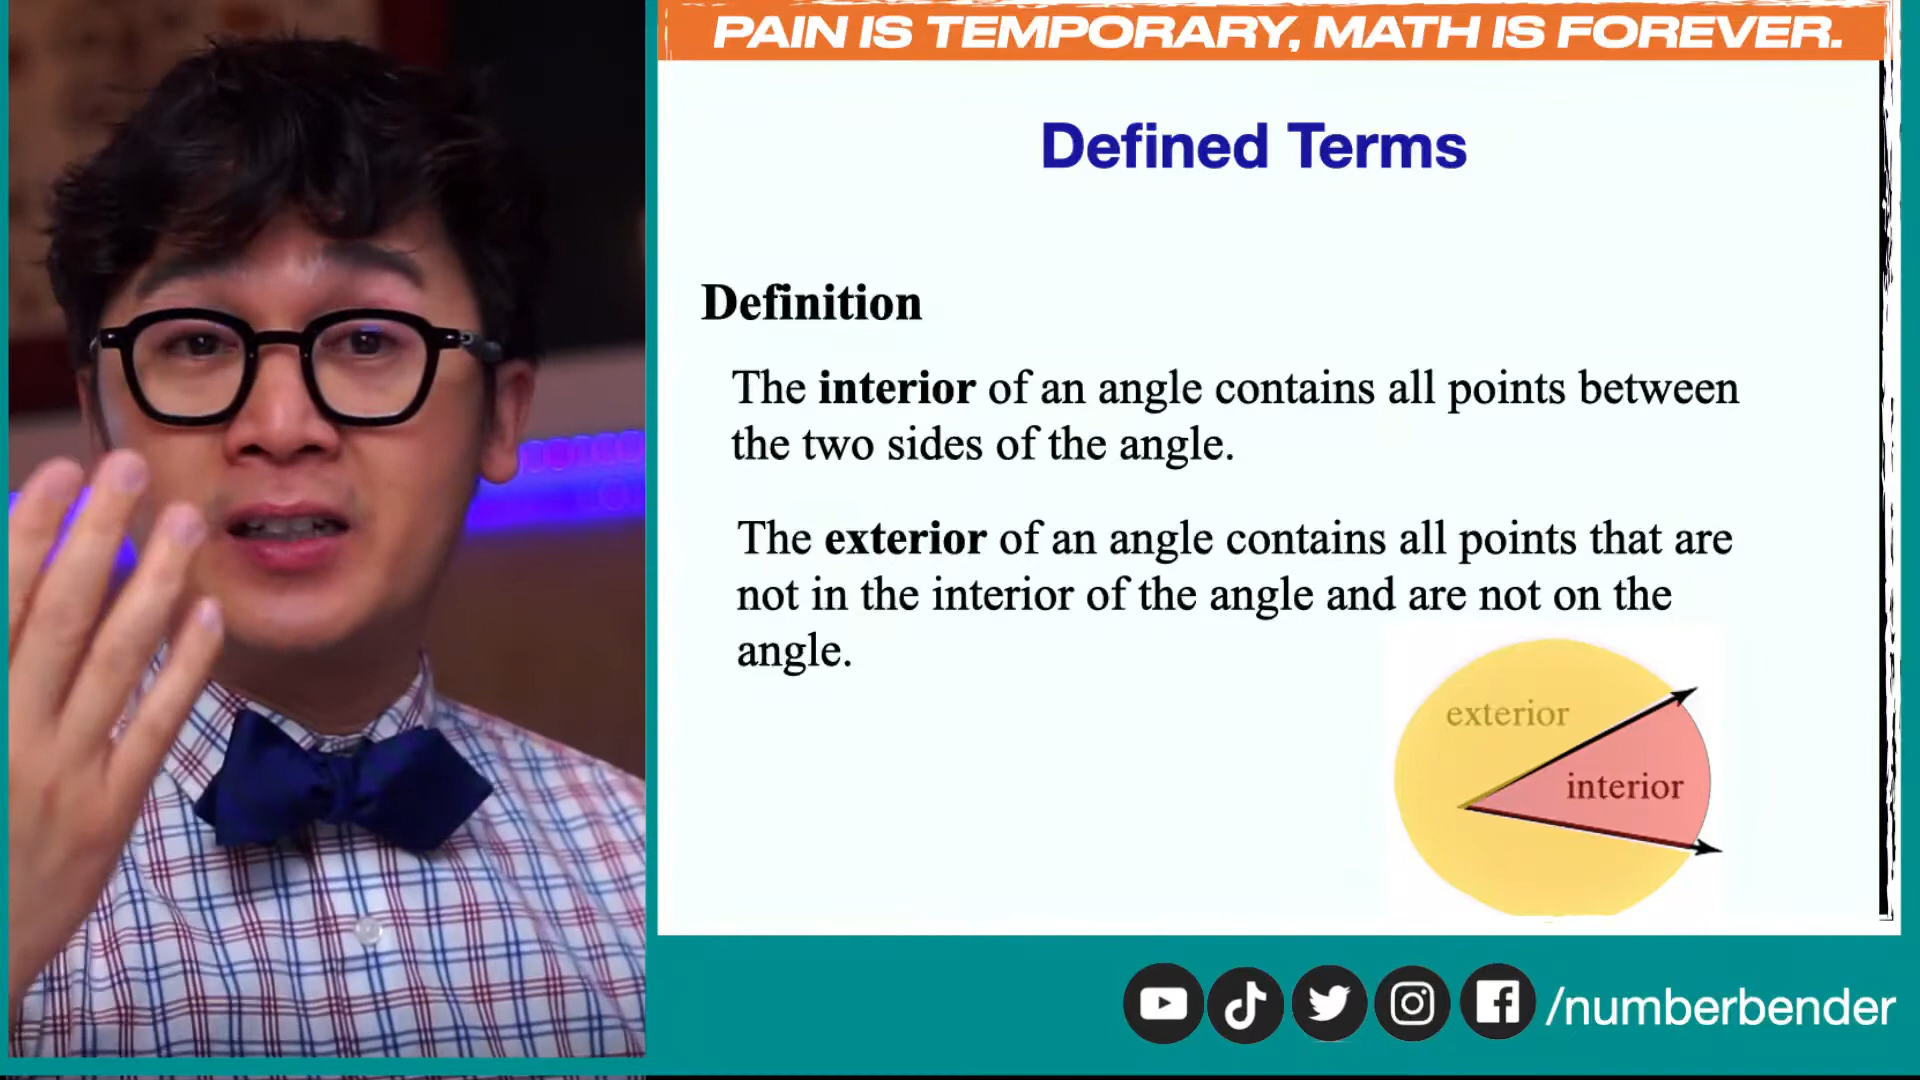 PAIN IS TEMPORARY, MATH IS FOREVER.
Defined Terms
Definition
The interior of an angle contains all points between
the two sides of the angle.
The exterior of an angle contains all points that are
not in the interior of the angle and are not on the
angle.
exterior
interior
/numberbender